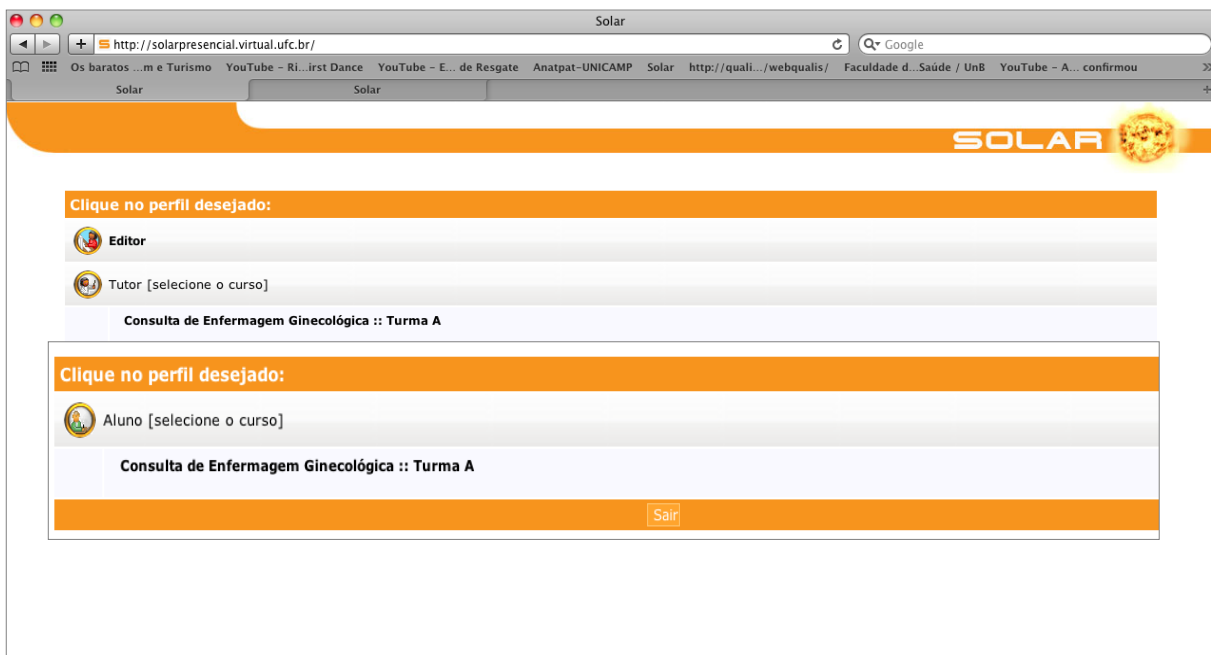 Solar
http://solarpresencial.virtual.ufc.br/
Google
Os baratos ...m e Turismo YouTube – Ri...irst Dance YouTube – E... de Resgate Anatpat-UNICAMP Solar http://quali.../webqualis/ Faculdade d...Saúde / UnB YouTube – A... confirmou
Solar Solar
SOLAR
Clique no perfil desejado:
Editor
Tutor [selecione o curso]
Consulta de Enfermagem Ginecológica :: Turma A
Clique no perfil desejado:
Aluno [selecione o curso]
Consulta de Enfermagem Ginecológica :: Turma A
Sair